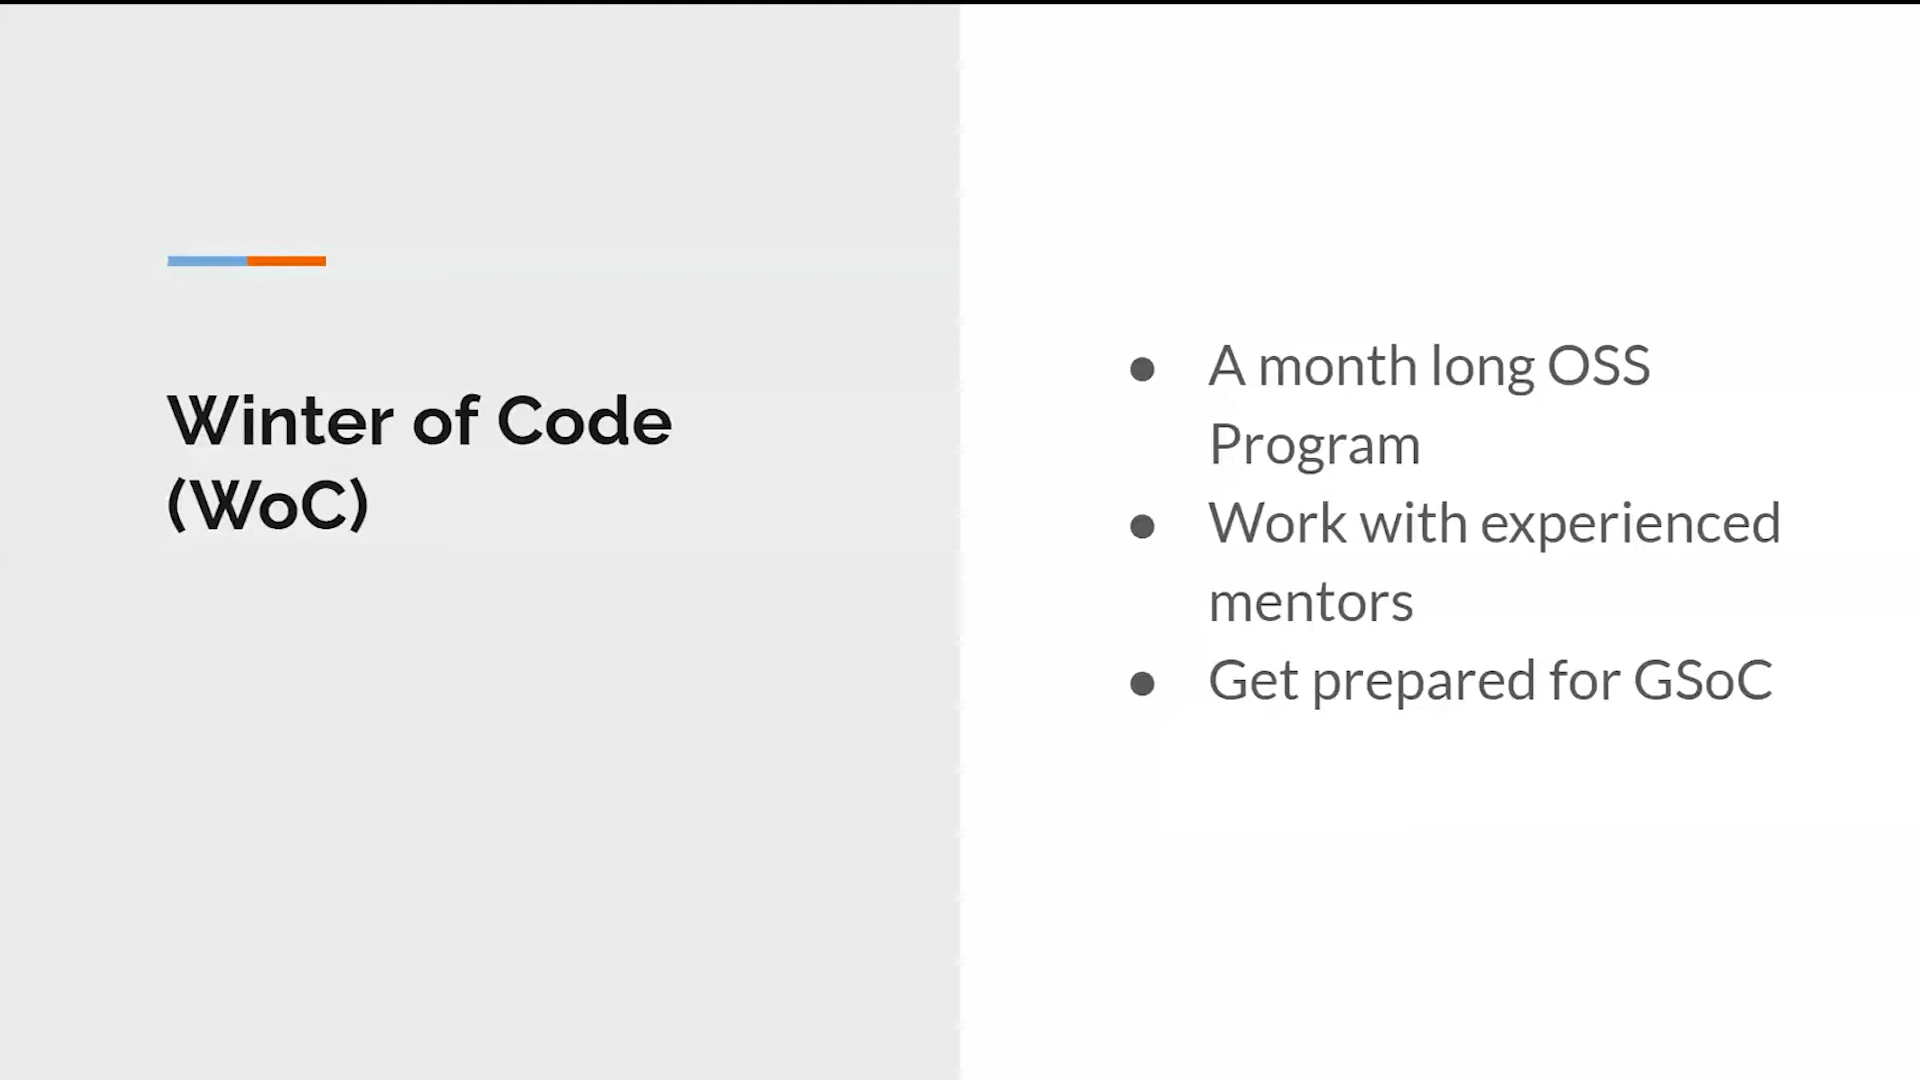 Winter of Code
(WoC)
● A month long OSS
Program
● Work with experienced
mentors
● Get prepared for GSoC